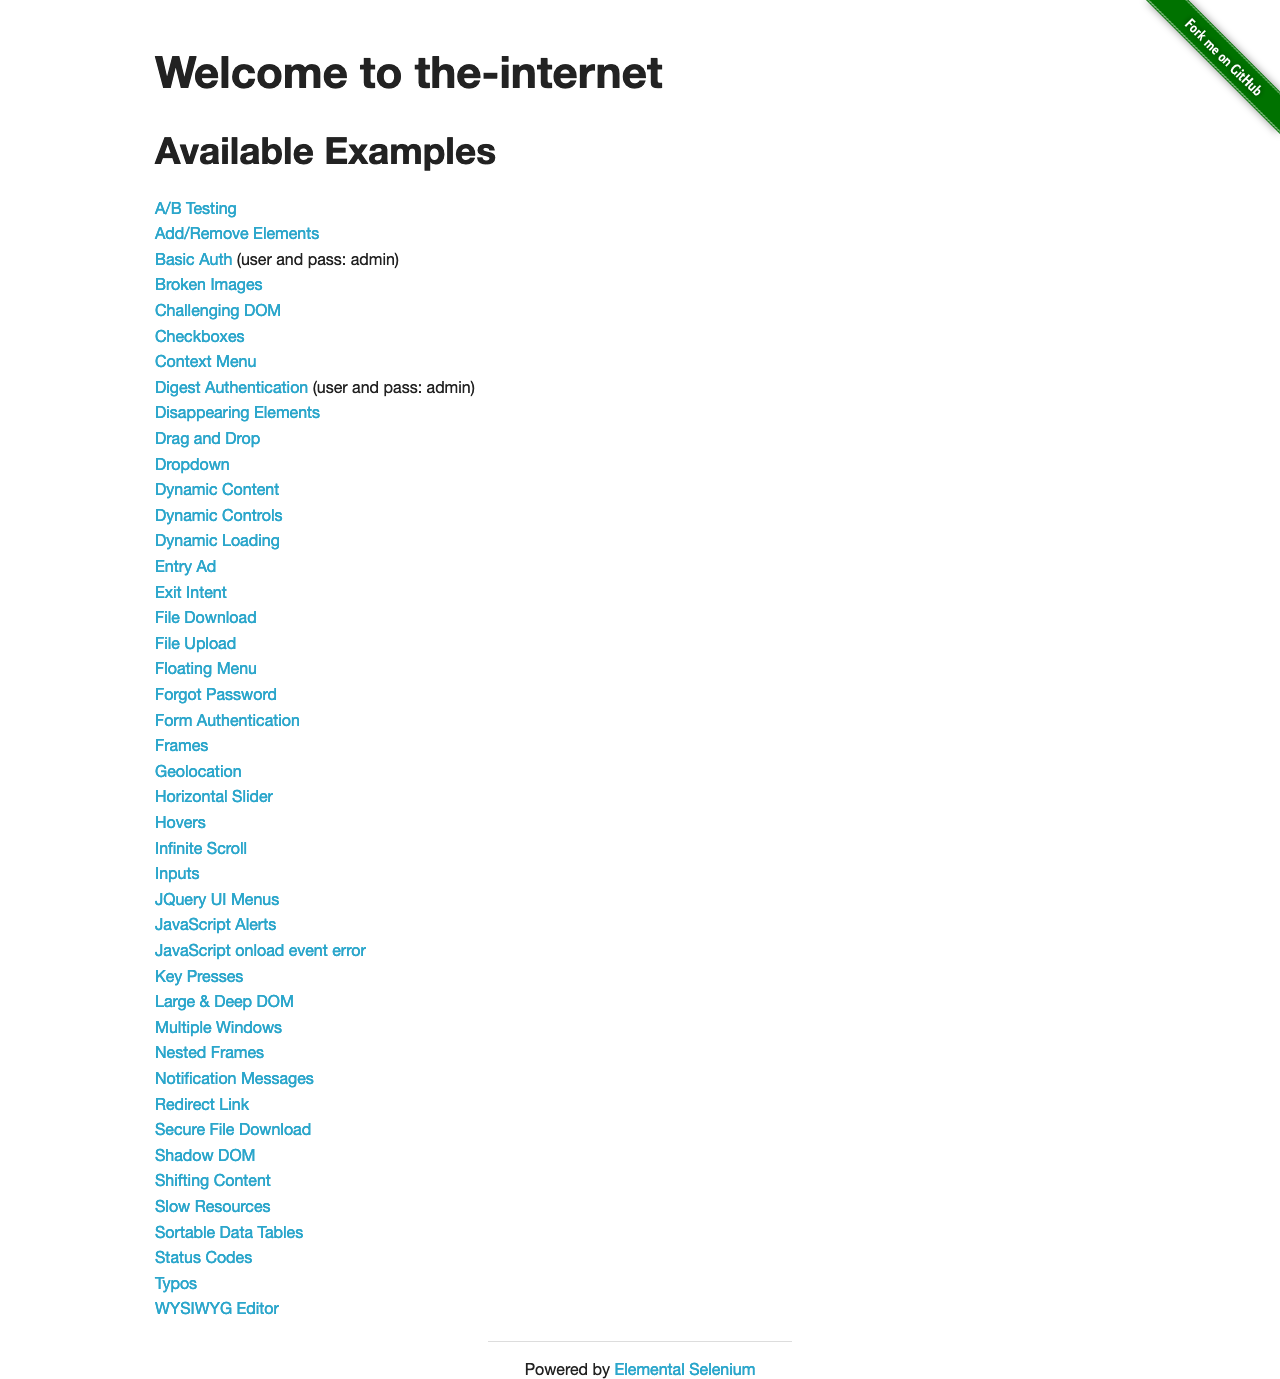 Fork me on GitHub
Welcome to the-internet
Available Examples
A/B Testing
Add/Remove Elements
Basic Auth (user and pass: admin)
Broken Images
Challenging DOM
Checkboxes
Context Menu
Digest Authentication (user and pass: admin)
Disappearing Elements
Drag and Drop
Dropdown
Dynamic Content
Dynamic Controls
Dynamic Loading
Entry Ad
Exit Intent
File Download
File Upload
Floating Menu
Forgot Password
Form Authentication
Frames
Geolocation
Horizontal Slider
Hovers
Infinite Scroll
Inputs
JQuery UI Menus
JavaScript Alerts
JavaScript onload event error
Key Presses
Large & Deep DOM
Multiple Windows
Nested Frames
Notification Messages
Redirect Link
Secure File Download
Shadow DOM
Shifting Content
Slow Resources
Sortable Data Tables
Status Codes
Typos
WYSIWYG Editor
Powered by Elemental Selenium